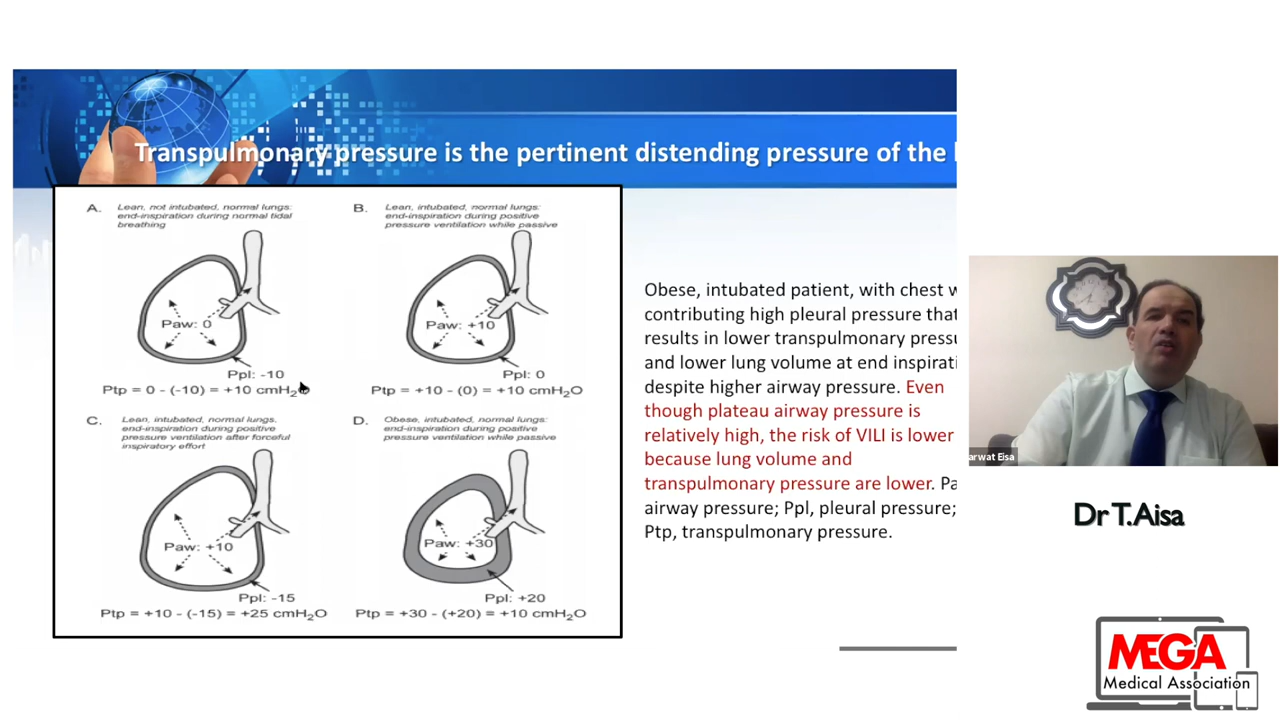 Transpulmonary pressure is the pertinent distending pressure of the
A. Lean, not intubated, normal lungs:
end-inspiration during normal tidal
breathing
Paw: 0
Ppl: -10
Ptp = 0 - (-10) = +10 cmH2O
B. Lean, intubated, normal lungs:
end-inspiration during positive
pressure ventilation while passive
Paw: +10
Ppl: 0
Ptp = +10 - (0) = +10 cmH2O
C. Lean, intubated, normal lungs,
end-inspiration during positive
pressure ventilation after forceful
inspiratory effort
Paw: +10
Ppl: -15
Ptp = +10 - (-15) = +25 cmH2O
D. Obese, intubated, normal lungs:
end-inspiration during positive
pressure ventilation while passive
Paw: +30
Ppl: +20
Ptp = +30 - (+20) = +10 cmH2O
Obese, intubated patient, with chest w
contributing high pleural pressure that
results in lower transpulmonary pressu
and lower lung volume at end inspirati
despite higher airway pressure. Even
though plateau airway pressure is
relatively high, the risk of VILI is lower
because lung volume and
transpulmonary pressure are lower. Pa
airway pressure; Ppl, pleural pressure;
Ptp, transpulmonary pressure.
arwat Eisa
Dr T.Aisa
MEGA
Medical Association